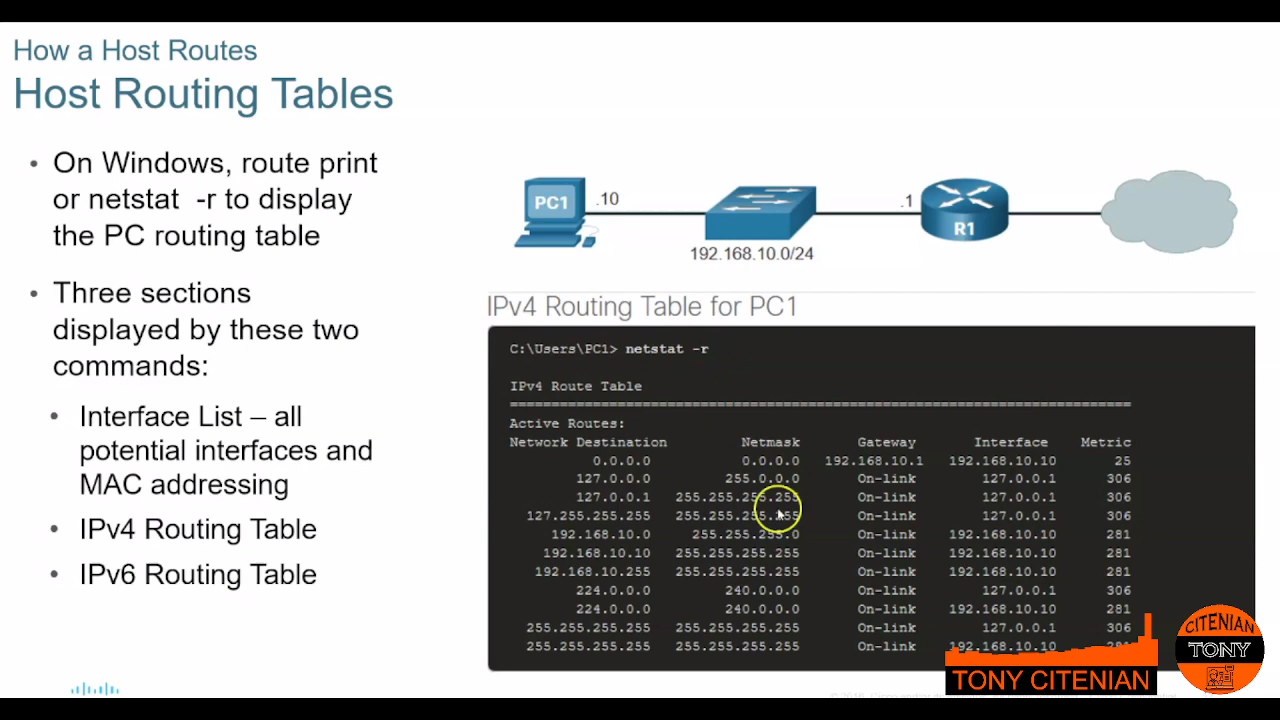 How a Host Routes
Host Routing Tables
• On Windows, route print
or netstat -r to display
the PC routing table
• Three sections
displayed by these two
commands:
• Interface List – all
potential interfaces and
MAC addressing
• IPv4 Routing Table
• IPv6 Routing Table
PC1
.10
.1
R1
192.168.10.0/24
IPv4 Routing Table for PC1
C:\Users\PC1> netstat -r
IPv4 Route Table
===========================================================================
Active Routes:
Network Destination Netmask Gateway Interface Metric
0.0.0.0 0.0.0.0 192.168.10.1 192.168.10.10 25
127.0.0.0 255.0.0.0 On-link 127.0.0.1 306
127.0.0.1 255.255.255.255 On-link 127.0.0.1 306
127.255.255.255 255.255.255.255 On-link 127.0.0.1 306
192.168.10.0 255.255.255.0 On-link 192.168.10.10 281
192.168.10.10 255.255.255.255 On-link 192.168.10.10 281
192.168.10.255 255.255.255.255 On-link 192.168.10.10 281
224.0.0.0 240.0.0.0 On-link 127.0.0.1 306
224.0.0.0 240.0.0.0 On-link 192.168.10.10 281
255.255.255.255 255.255.255.255 On-link 127.0.0.1 306
255.255.255.255 255.255.255.255 On-link 192.168.10.10 281
TONY CITENIAN
CITENIAN
TONY